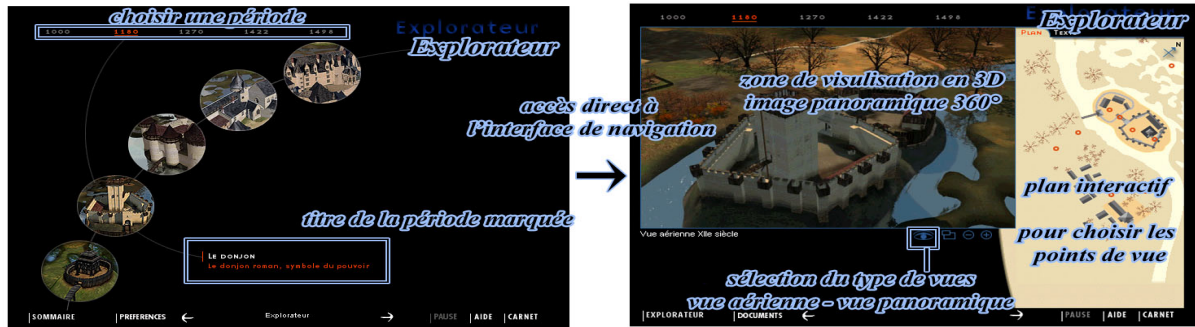 choisir une période
1000 1180 1270 1422 1498
Explorateur
Explorateur
titre de la période marquée
LE DONJON
Le donjon roman, symbole du pouvoir
SOMMAIRE PREFERENCES ← Explorateur → PAUSE AIDE CARNET
accès direct à
l'interface de navigation
1000 1180 1270 1422 1498
Explorateur
Explorateur
PLAN TEXTE
N
zone de visulisation en 3D
image panoramique 360°
plan interactif
pour choisir les
points de vue
Vue aérienne XIIe siècle
sélection du type de vues
vue aérienne - vue panoramique
EXPLORATEUR DOCUMENTS ← → PAUSE AIDE CARNET